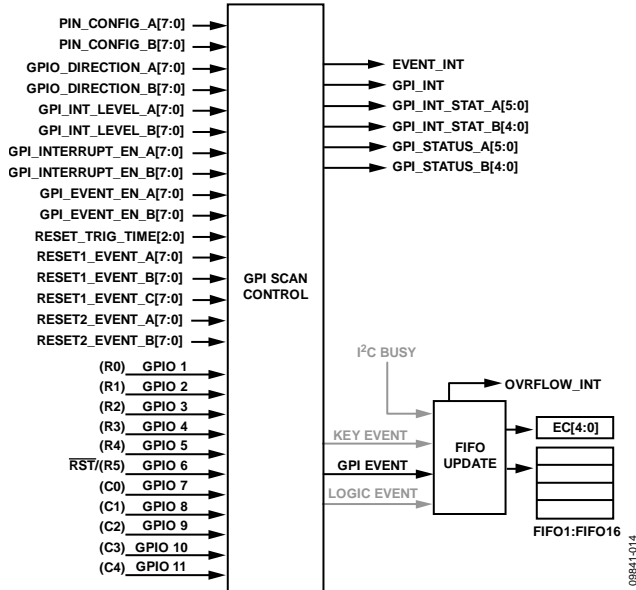 PIN_CONFIG_A[7:0]
PIN_CONFIG_B[7:0]
GPIO_DIRECTION_A[7:0]
GPIO_DIRECTION_B[7:0]
GPI_INT_LEVEL_A[7:0]
GPI_INT_LEVEL_B[7:0]
GPI_INTERRUPT_EN_A[7:0]
GPI_INTERRUPT_EN_B[7:0]
GPI_EVENT_EN_A[7:0]
GPI_EVENT_EN_B[7:0]
RESET_TRIG_TIME[2:0]
RESET1_EVENT_A[7:0]
RESET1_EVENT_B[7:0]
RESET1_EVENT_C[7:0]
RESET2_EVENT_A[7:0]
RESET2_EVENT_B[7:0]
(R0) GPIO 1
(R1) GPIO 2
(R2) GPIO 3
(R3) GPIO 4
(R4) GPIO 5
RST/(R5) GPIO 6
(C0) GPIO 7
(C1) GPIO 8
(C2) GPIO 9
(C3) GPIO 10
(C4) GPIO 11
GPI SCAN
CONTROL
EVENT_INT
GPI_INT
GPI_INT_STAT_A[5:0]
GPI_INT_STAT_B[4:0]
GPI_STATUS_A[5:0]
GPI_STATUS_B[4:0]
I2C BUSY
KEY EVENT
GPI EVENT
LOGIC EVENT
FIFO
UPDATE
OVRFLOW_INT
EC[4:0]
FIFO1:FIFO16
09841-014